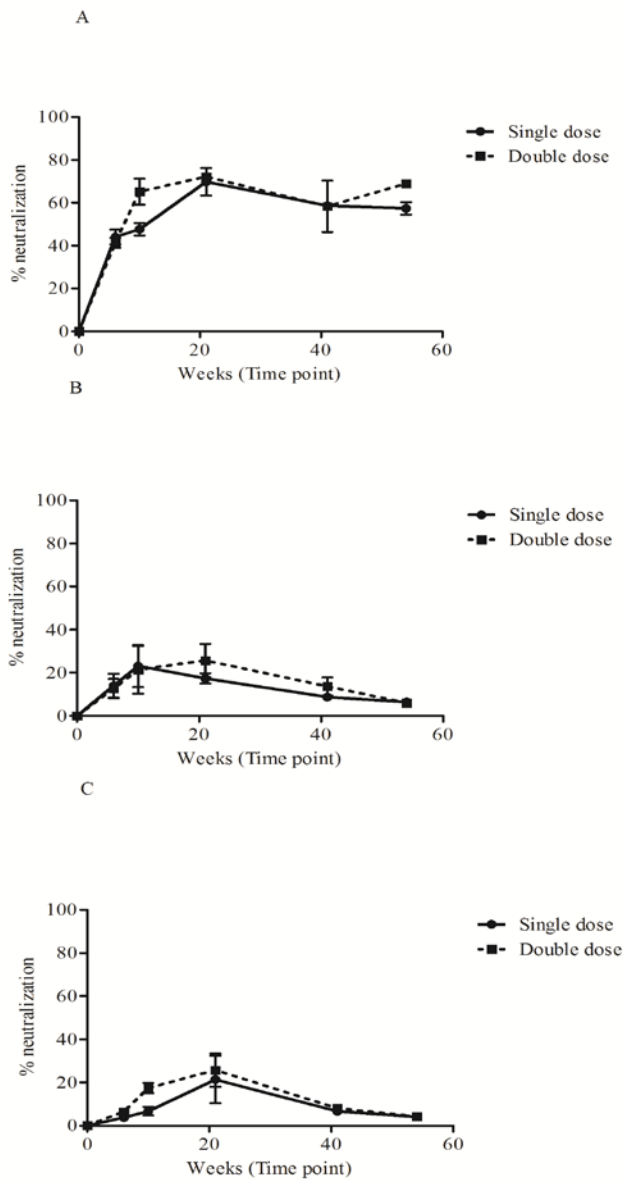 A
100
80
60
40
20
0
% neutralization
0 20 40 60
Weeks (Time point)
Single dose
Double dose
B
100
80
60
40
20
0
% neutralization
0 20 40 60
Weeks (Time point)
Single dose
Double dose
C
100
80
60
40
20
0
% neutralization
0 20 40 60
Weeks (Time point)
Single dose
Double dose